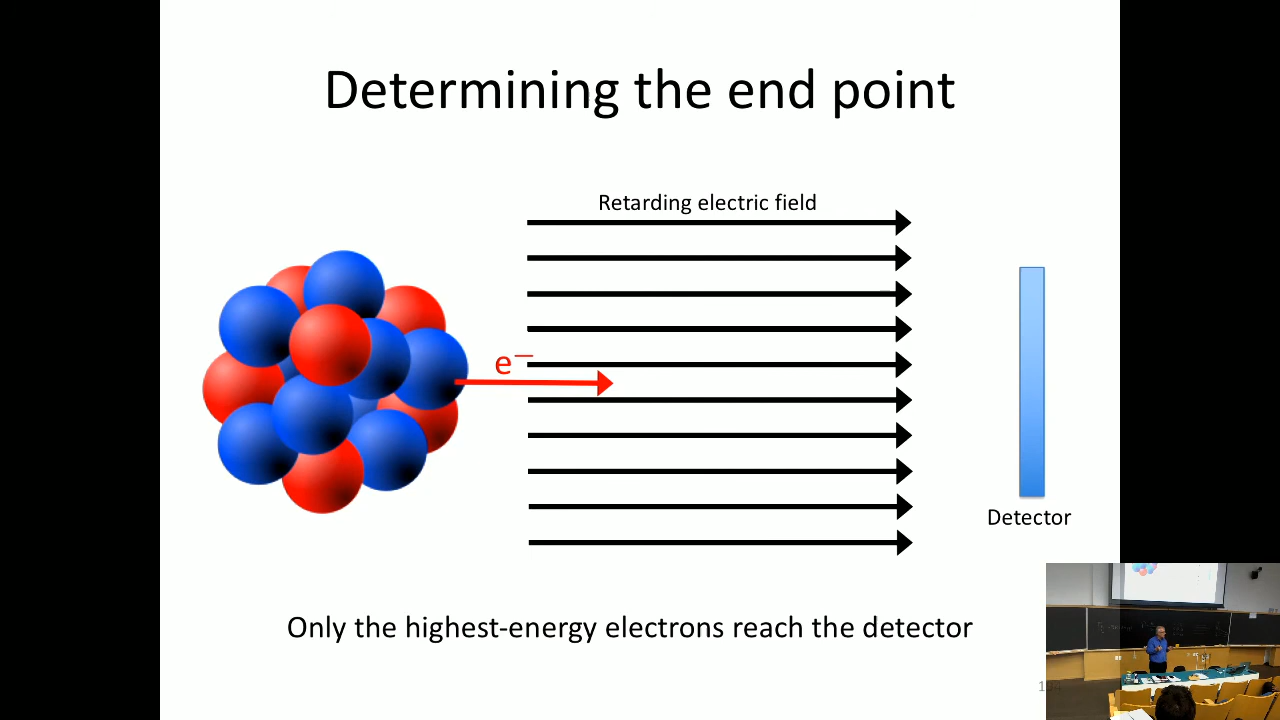 Determining the end point
Retarding electric field
e⁻
Detector
Only the highest-energy electrons reach the detector